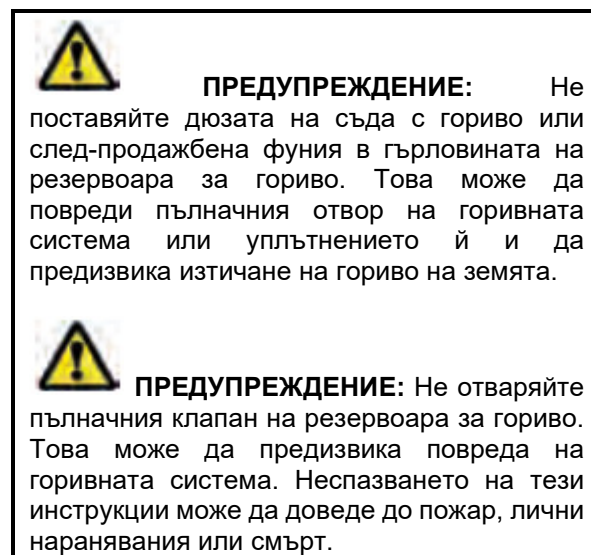 ПРЕДУПРЕЖДЕНИЕ: Не
поставяйте дюзата на съда с гориво или
след-продажбена фуния в гърловината на
резервоара за гориво. Това може да
повреди пълначния отвор на горивната
система или уплътнението й и да
предизвика изтичане на гориво на земята.
ПРЕДУПРЕЖДЕНИЕ: Не отваряйте
пълначния клапан на резервоара за гориво.
Това може да предизвика повреда на
горивната система. Неспазването на тези
инструкции може да доведе до пожар, лични
наранявания или смърт.